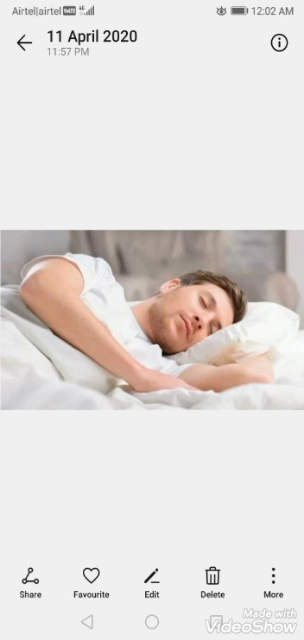 Airtel|airtel
12:02 AM
11 April 2020
11:57 PM
Share
Favourite
Edit
Delete
More
Made with
VideoShow